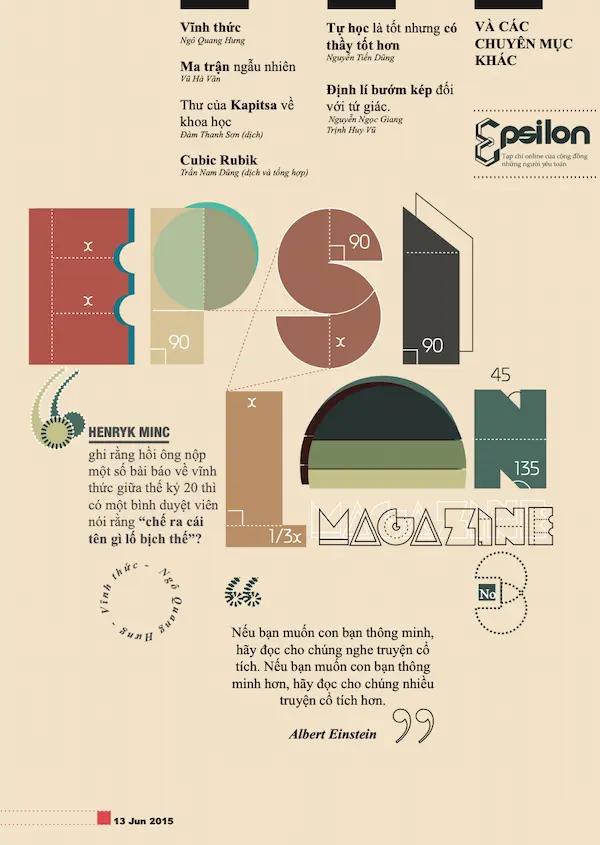 Vĩnh thức
Ngô Quang Hưng
Ma trận ngẫu nhiên
Vũ Hà Văn
Thư của Kapitsa về
khoa học
Đàm Thanh Sơn (dịch)
Cubic Rubik
Trần Nam Dũng (dịch và tổng hợp)
Tự học là tốt nhưng có
thầy tốt hơn
Nguyễn Tiến Dũng
Định lí bướm kép đối
với tứ giác.
Nguyễn Ngọc Giang
Trịnh Huy Vũ
VÀ CÁC
CHUYÊN MỤC
KHÁC
Epsilon
Tạp chí online của cộng đồng
những người yêu toán
EPSI
x
x
90
90
x
90
LON
x
1/3x
45
135
MAGAZINE
HENRYK MINC
ghi rằng hồi ông nộp
một số bài báo về vĩnh
thức giữa thế kỷ 20 thì
có một bình duyệt viên
nói rằng “chế ra cái
tên gì lố bịch thế”?
Vĩnh thức - Ngô Quang Hưng -
No
3
“
Nếu bạn muốn con bạn thông minh,
hãy đọc cho chúng nghe truyện cổ
tích. Nếu bạn muốn con bạn thông
minh hơn, hãy đọc cho chúng nhiều
truyện cổ tích hơn.
”
Albert Einstein
13 Jun 2015